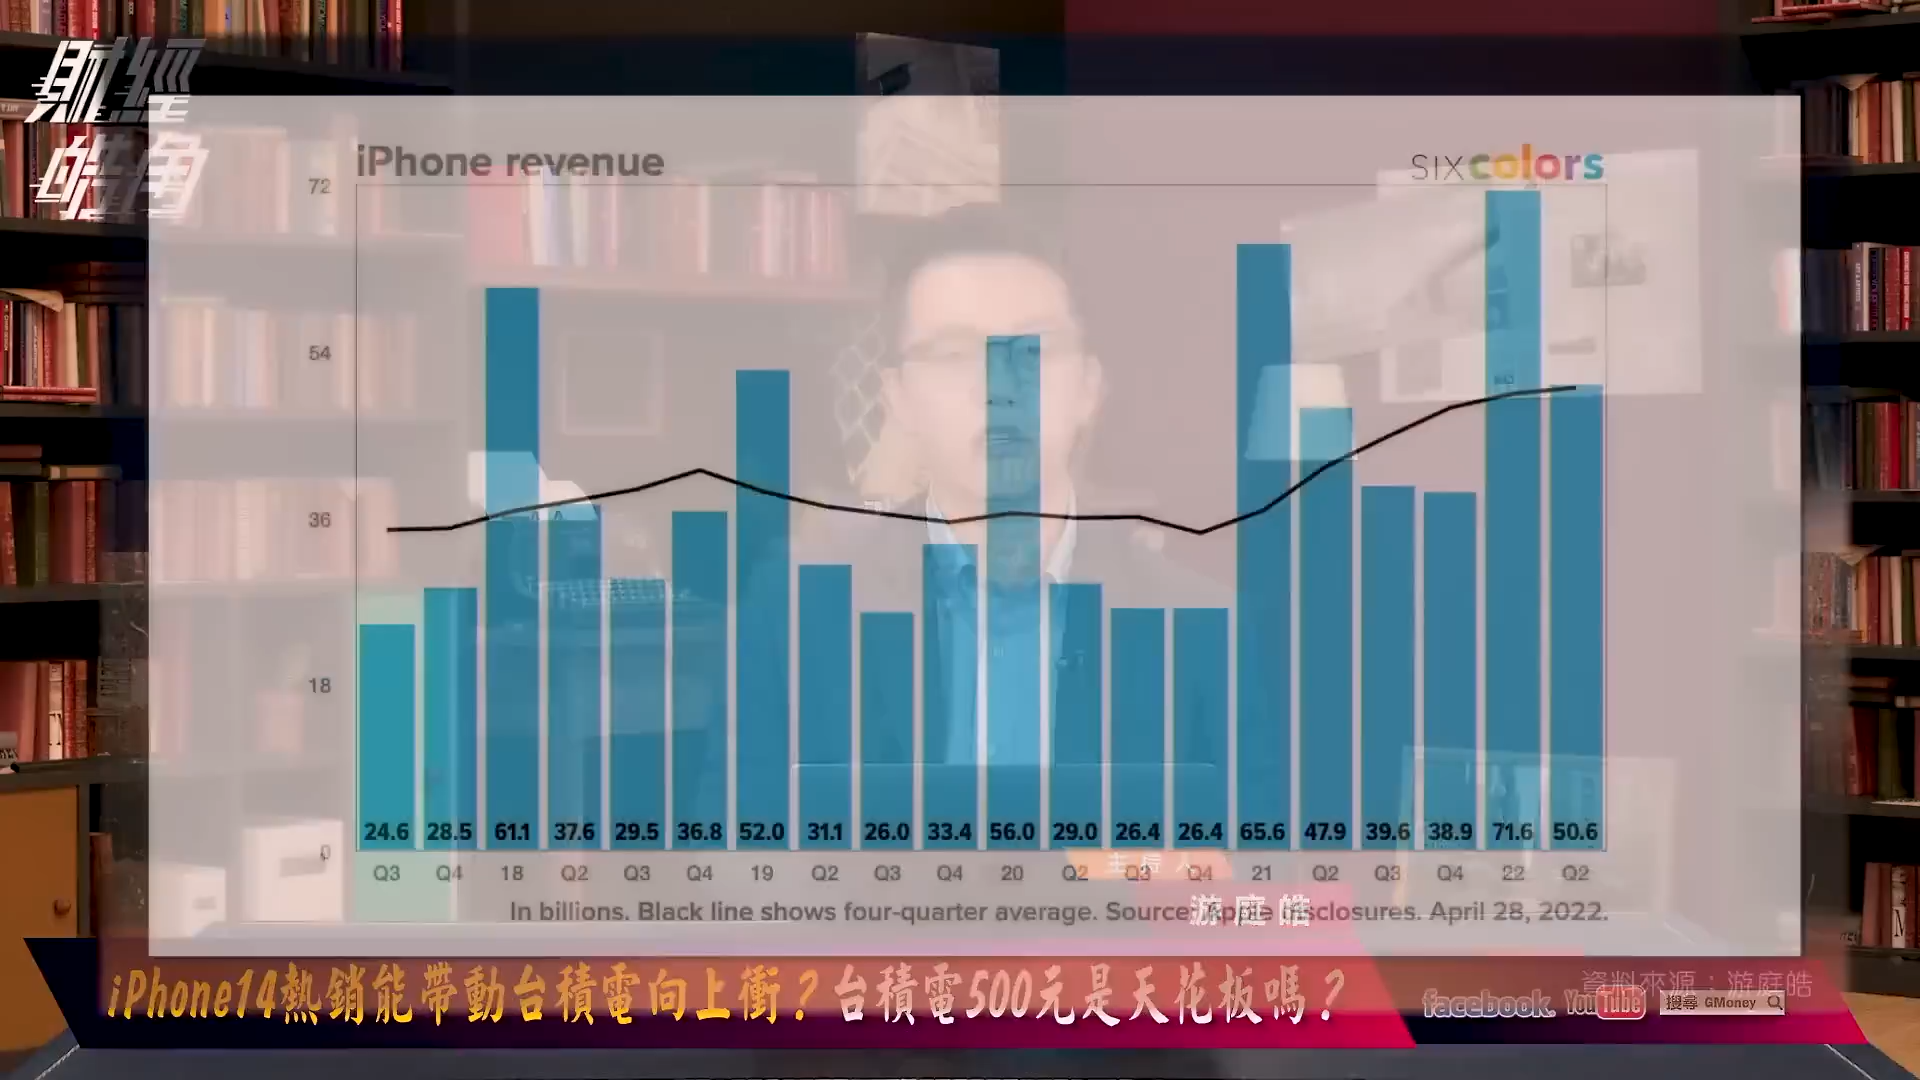 財經
皓角
iPhone revenue
sixcolors
72
54
36
18
0
24.6 28.5 61.1 37.6 29.5 36.8 52.0 31.1 26.0 33.4 56.0 29.0 26.4 26.4 65.6 47.9 39.6 38.9 71.6 50.6
Q3 Q4 18 Q2 Q3 Q4 19 Q2 Q3 Q4 20 Q2 Q3 Q4 21 Q2 Q3 Q4 22 Q2
In billions. Black line shows four-quarter average. Source: Apple disclosures. April 28, 2022.
主持人
游庭皓
iPhone14熱銷能帶動台積電向上衝？台積電500元是天花板嗎？
資料來源：游庭皓
facebook. YouTube 搜尋 GMoney